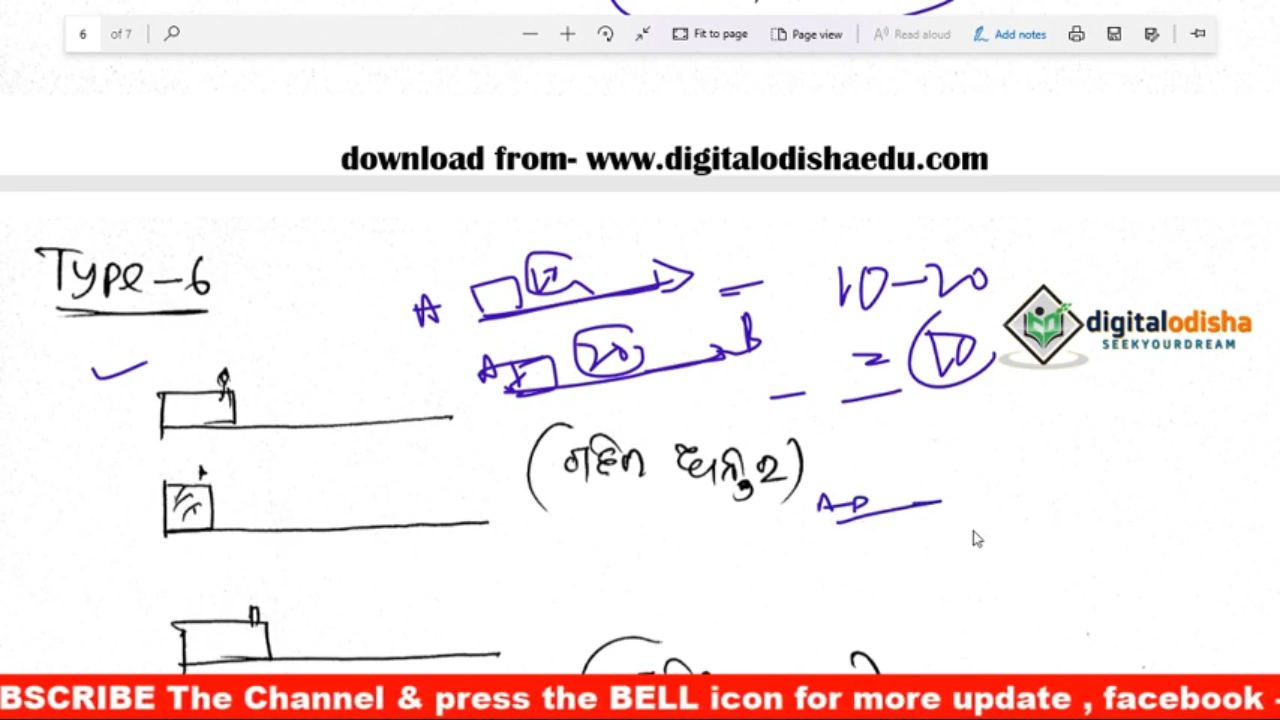 6 of 7 Fit to page Page view Read aloud Add notes
download from- www.digitalodishaedu.com
Type-6
A = 10-20
A 20 B = 10
digitalodisha
SEEKYOURDREAM
A
BSCRIBE The Channel & press the BELL icon for more update , facebook